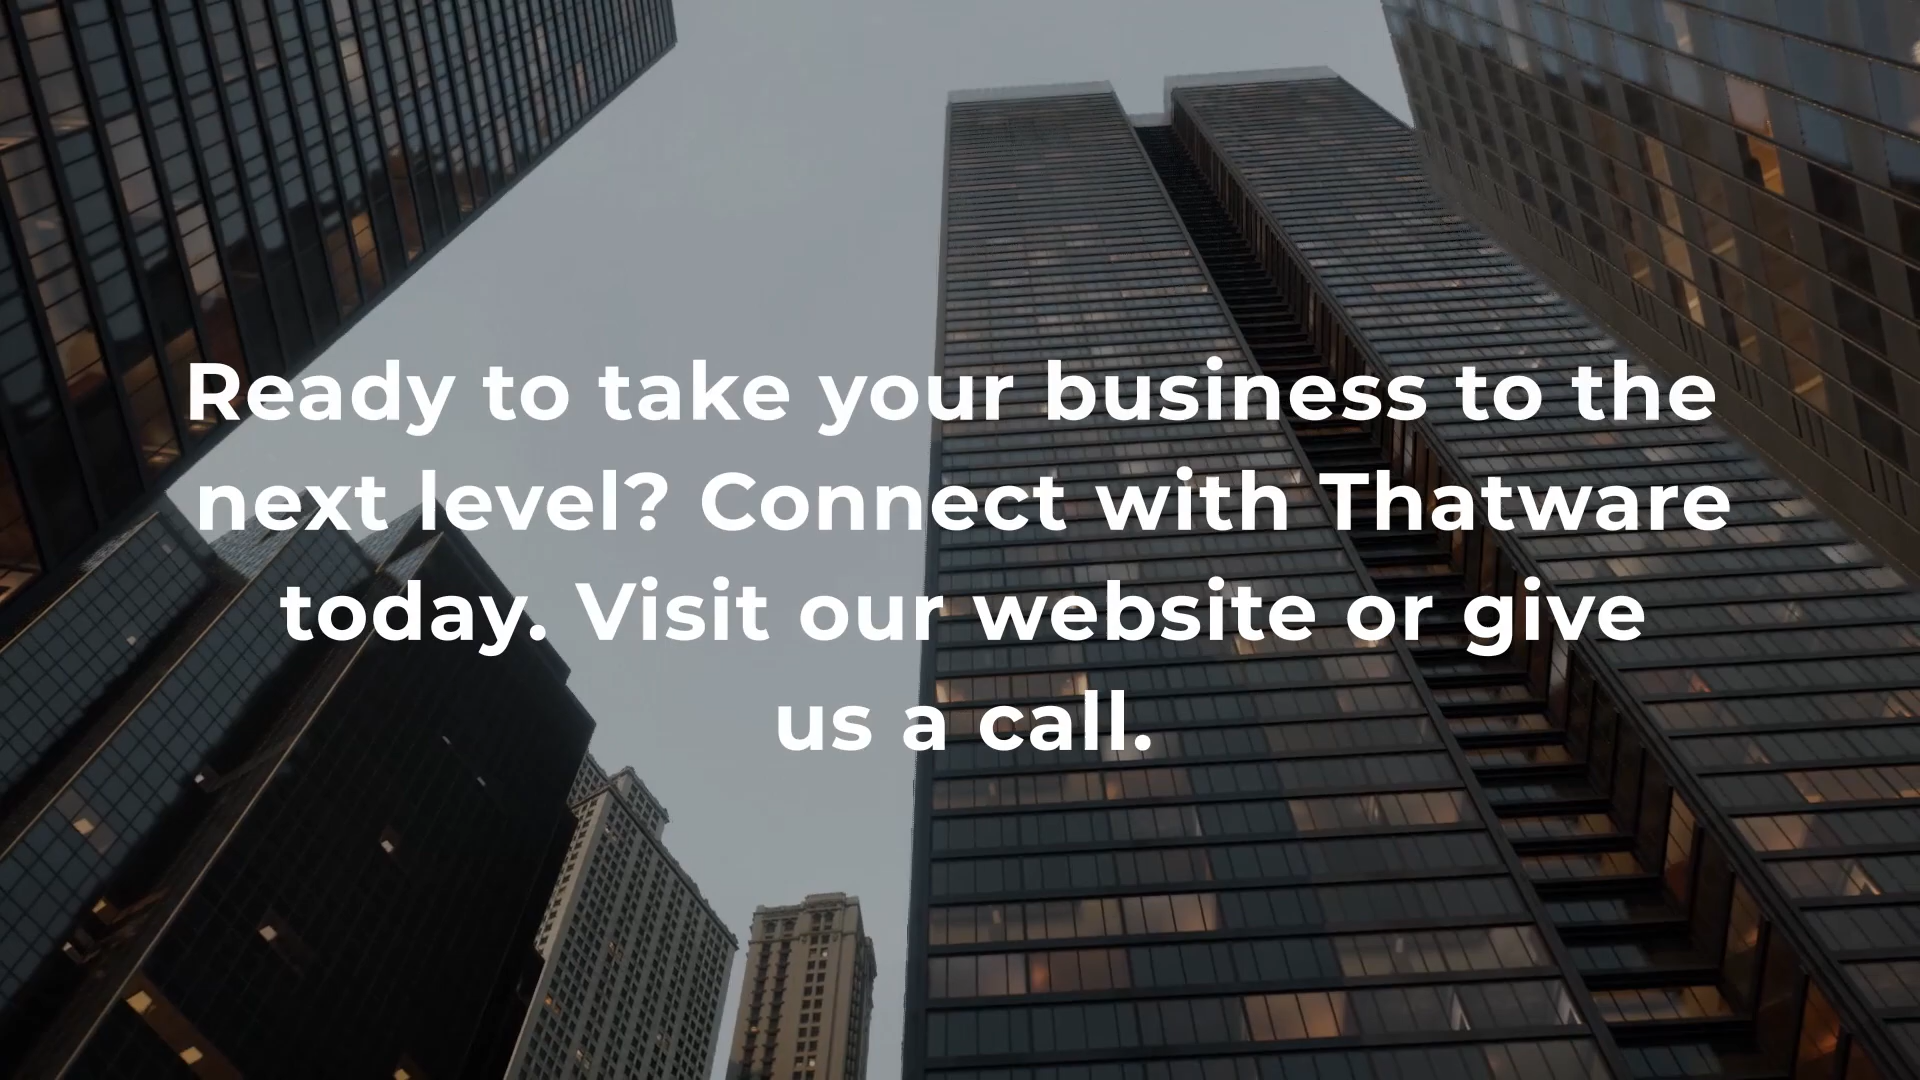 Ready to take your business to the
next level? Connect with Thatware
today. Visit our website or give
us a call.